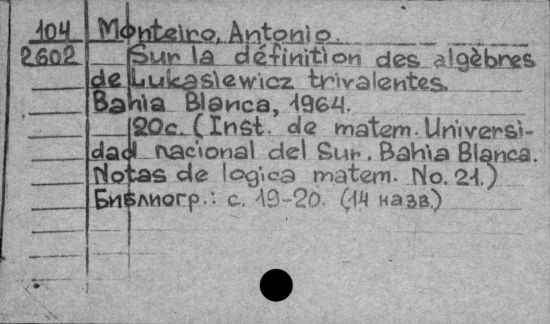 104 Monteiro, Antonio.
2602 Sur la définition des algèbres
de Lukasiewicz trivalentes.
Bahia Blanca, 1964.
20c. (Inst. de matem. Universi-
dad nacional del Sur. Bahia Blanca.
Notas de logica matem. No. 21.)
Библиогр.: с. 19-20. (14 назв.)